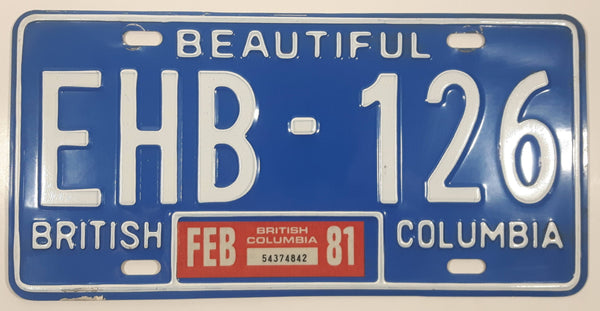 BEAUTIFUL
EHB-126
BRITISH COLUMBIA
FEB BRITISH COLUMBIA 81
54374842